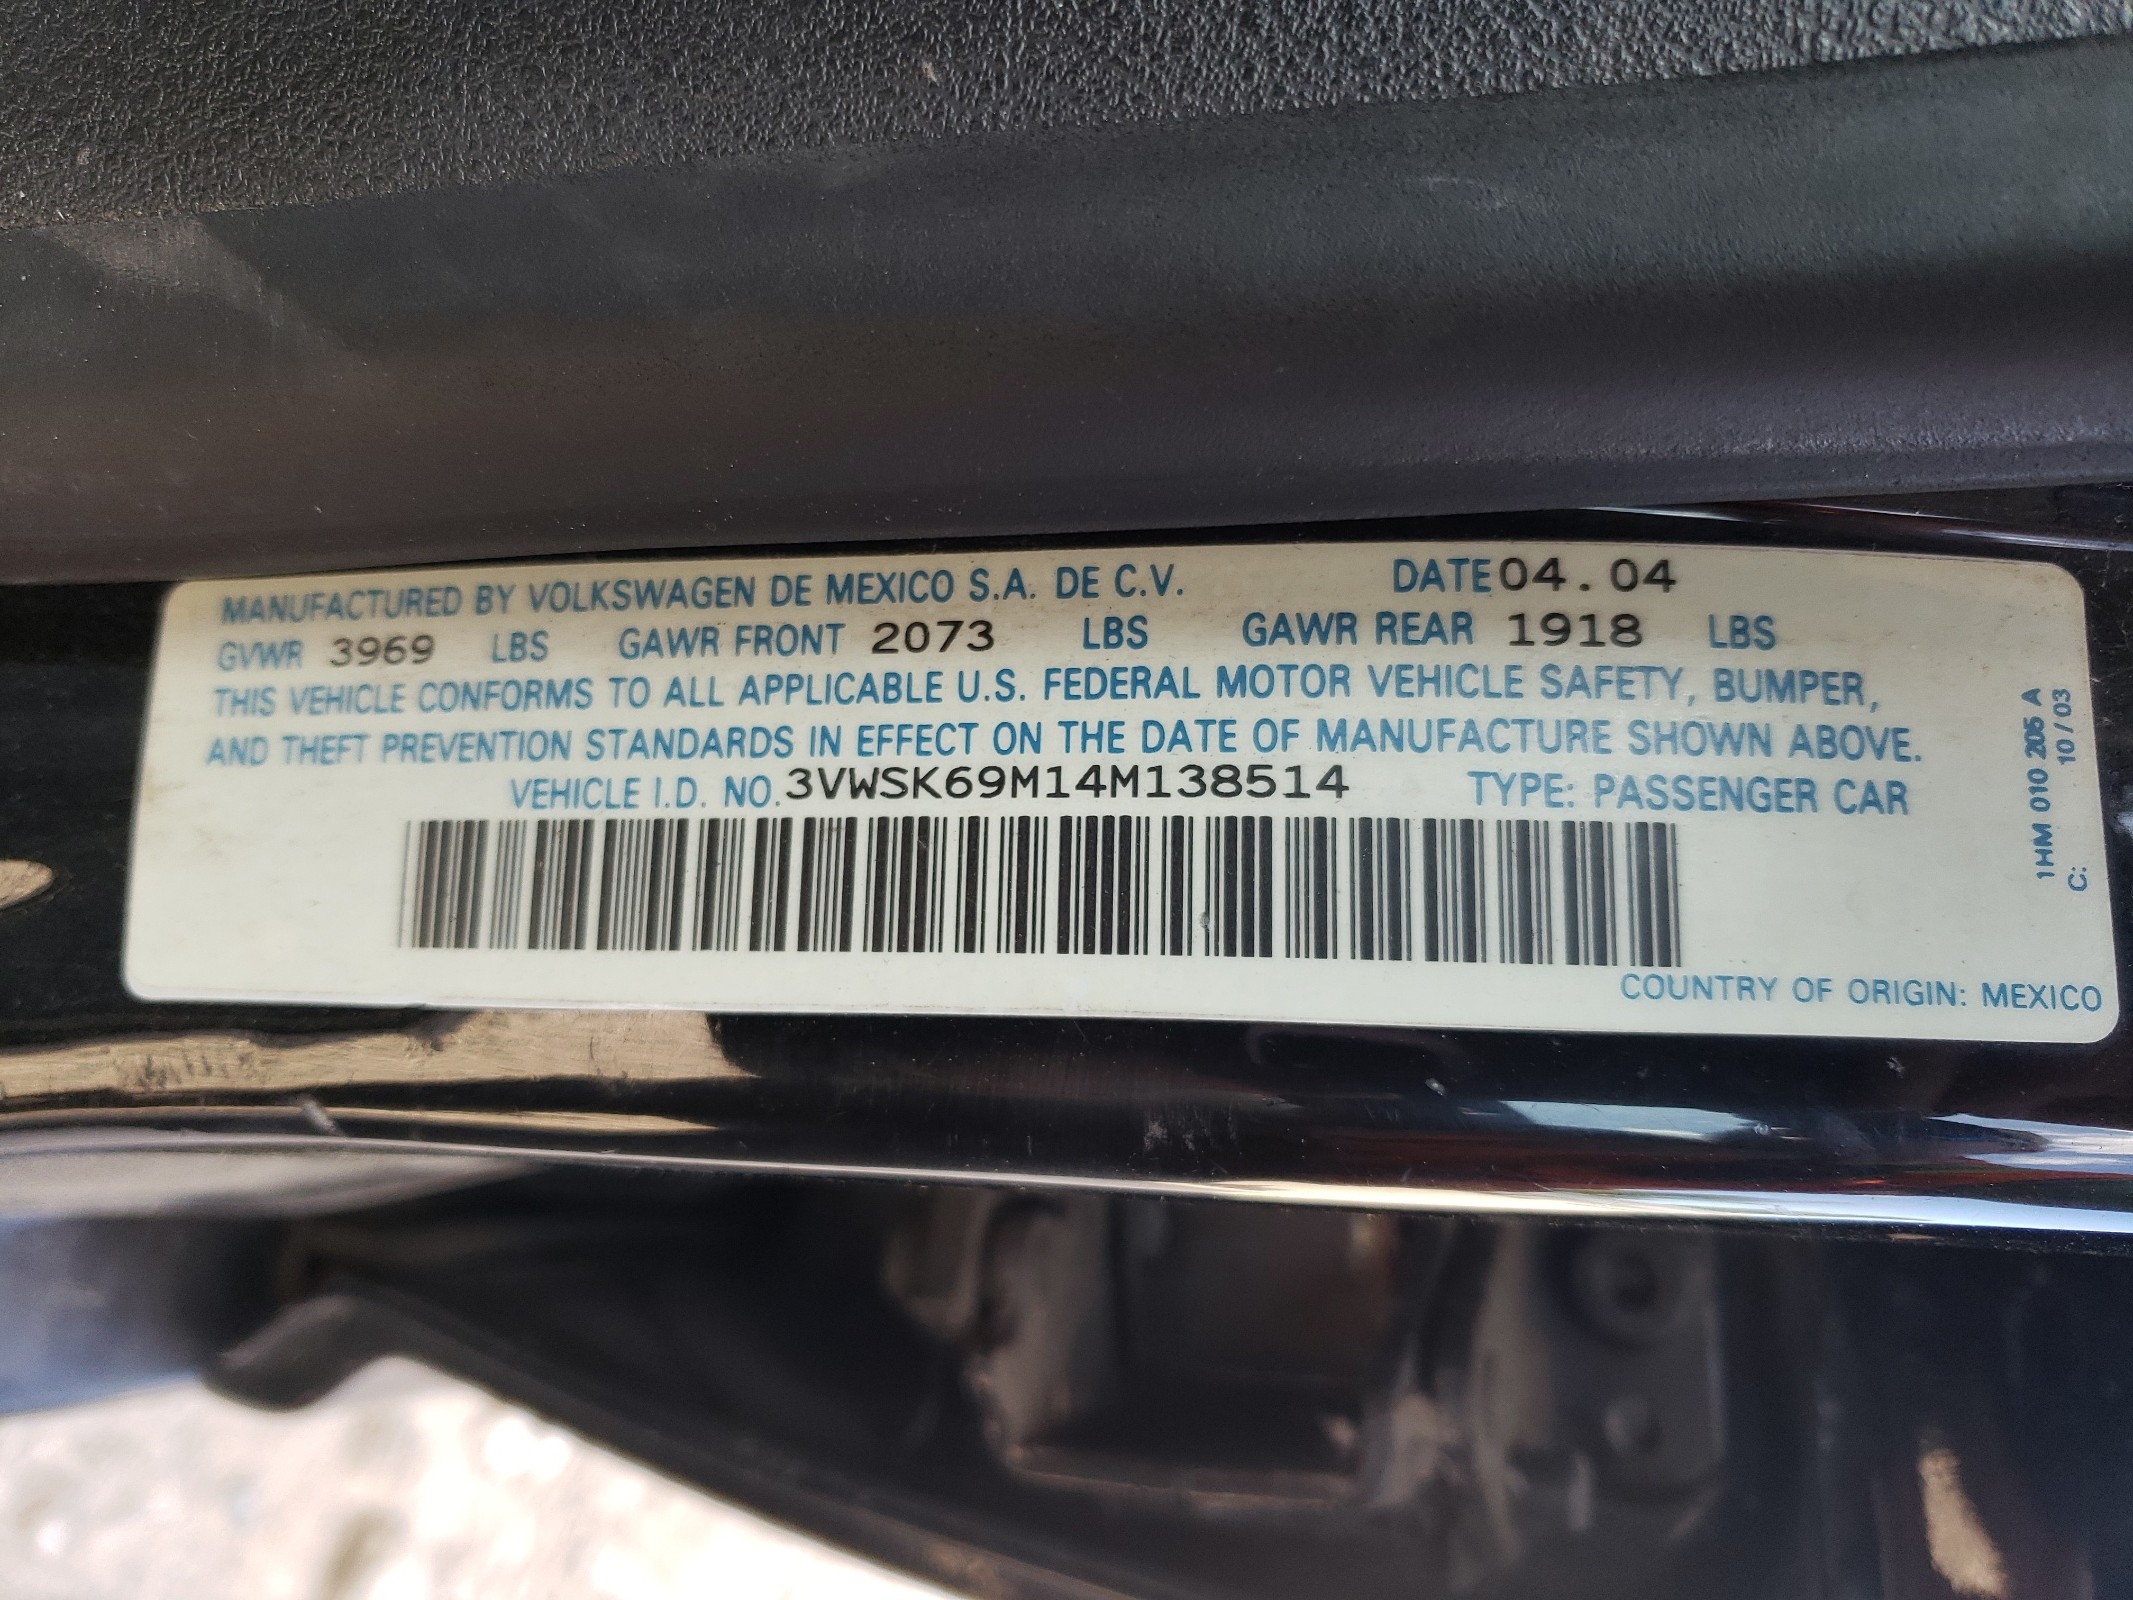 MANUFACTURED BY VOLKSWAGEN DE MEXICO S.A. DE C.V. DATE 04.04
GVWR 3969 LBS GAWR FRONT 2073 LBS GAWR REAR 1918 LBS
THIS VEHICLE CONFORMS TO ALL APPLICABLE U.S. FEDERAL MOTOR VEHICLE SAFETY, BUMPER,
AND THEFT PREVENTION STANDARDS IN EFFECT ON THE DATE OF MANUFACTURE SHOWN ABOVE.
VEHICLE I.D. NO. 3VWSK69M14M138514 TYPE: PASSENGER CAR
COUNTRY OF ORIGIN: MEXICO
1HM 010 205 A
C: 10/03